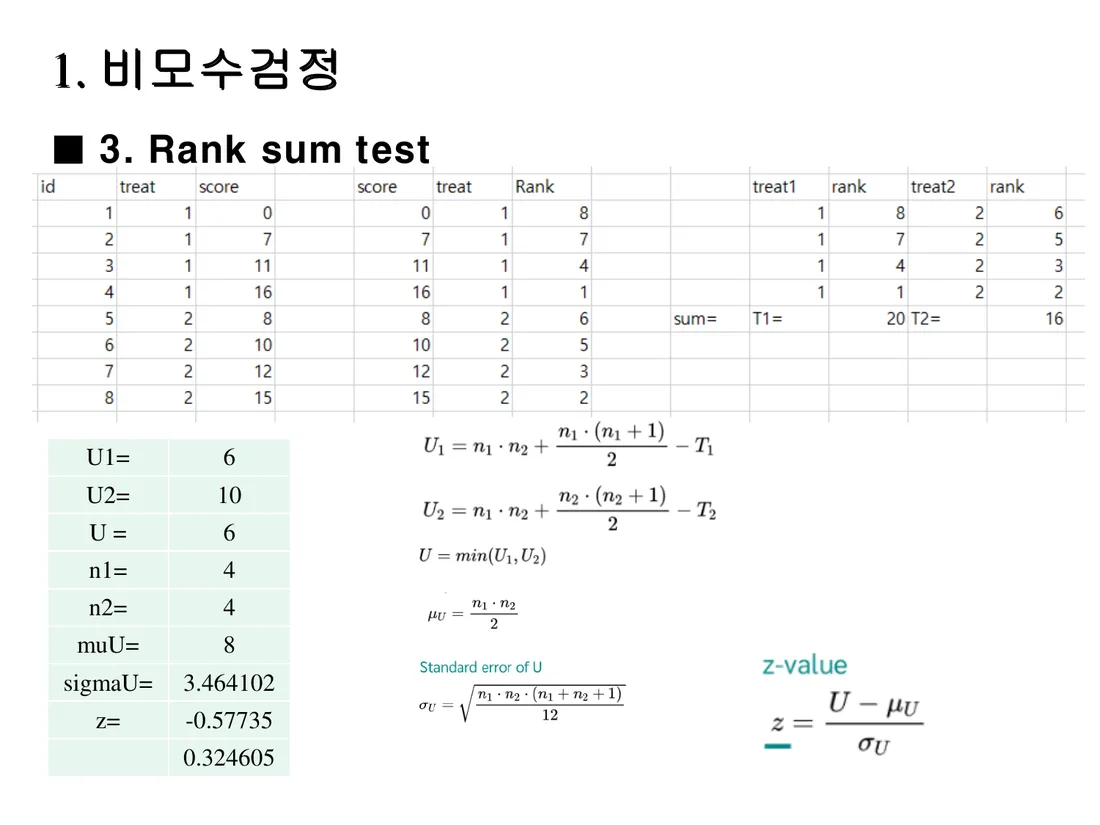 1. 비모수검정
■ 3. Rank sum test
id treat score score treat Rank treat1 rank treat2 rank
1 1 0 0 1 8 1 8 2 6
2 1 7 7 1 7 1 7 2 5
3 1 11 11 1 4 1 4 2 3
4 1 16 16 1 1 1 1 2 2
5 2 8 8 2 6 sum= T1= 20 T2= 16
6 2 10 10 2 5
7 2 12 12 2 3
8 2 15 15 2 2
U1= 6
U2= 10
U = 6
n1= 4
n2= 4
muU= 8
sigmaU= 3.464102
z= -0.57735
0.324605
U₁ = n₁ · n₂ + n₁ · (n₁ + 1) / 2 − T₁
U₂ = n₁ · n₂ + n₂ · (n₂ + 1) / 2 − T₂
U = min(U₁, U₂)
μ_U = n₁ · n₂ / 2
Standard error of U
σ_U = √(n₁ · n₂ · (n₁ + n₂ + 1) / 12)
z-value
z = (U − μ_U) / σ_U